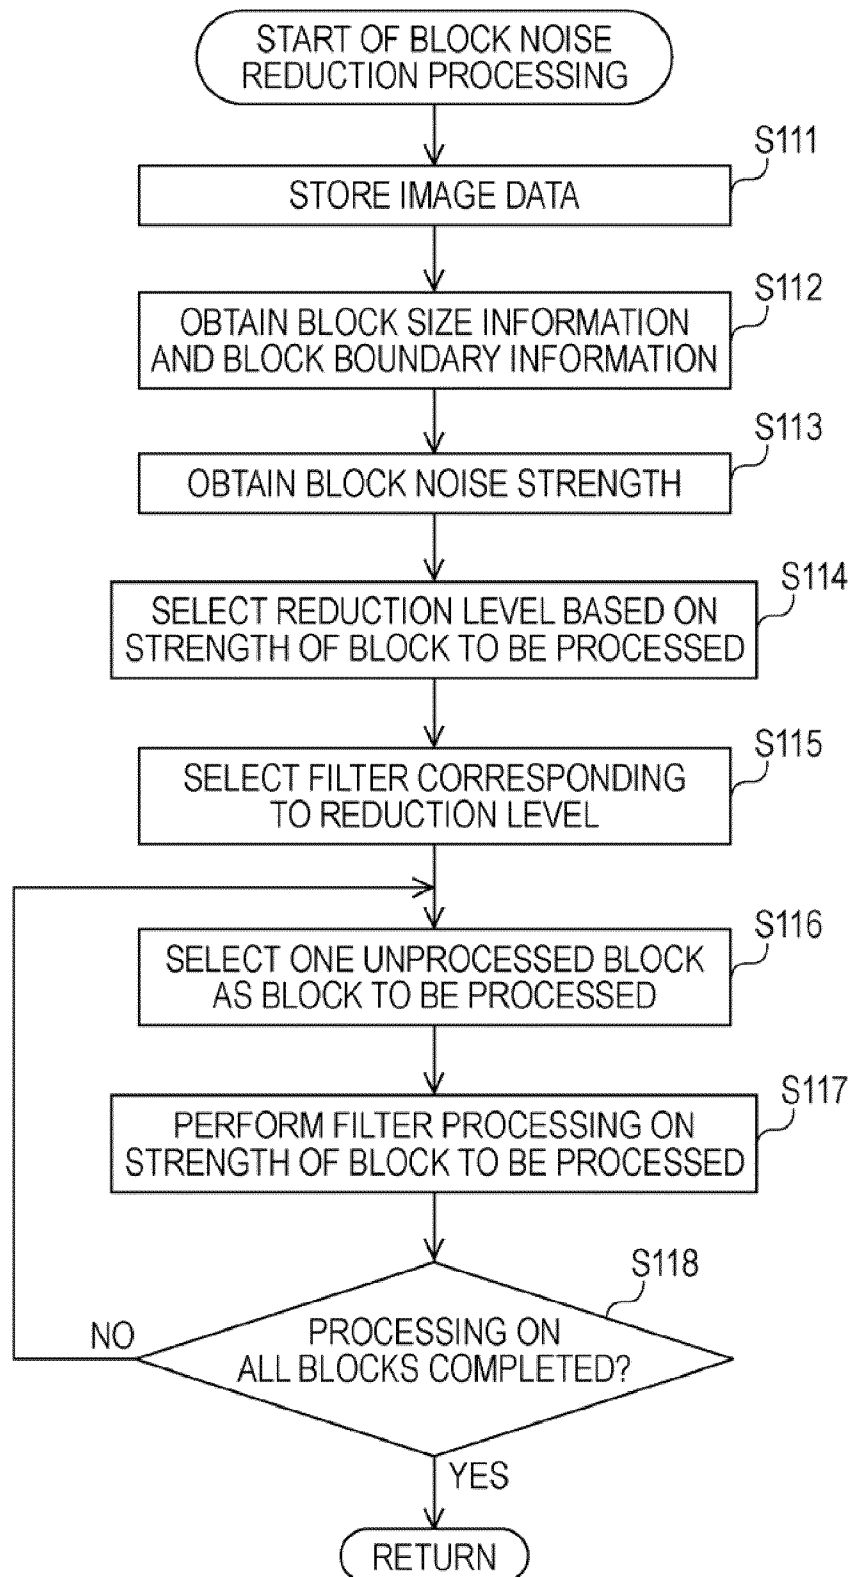 START OF BLOCK NOISE
REDUCTION PROCESSING
S111
STORE IMAGE DATA
S112
OBTAIN BLOCK SIZE INFORMATION
AND BLOCK BOUNDARY INFORMATION
S113
OBTAIN BLOCK NOISE STRENGTH
S114
SELECT REDUCTION LEVEL BASED ON
STRENGTH OF BLOCK TO BE PROCESSED
S115
SELECT FILTER CORRESPONDING
TO REDUCTION LEVEL
S116
SELECT ONE UNPROCESSED BLOCK
AS BLOCK TO BE PROCESSED
S117
PERFORM FILTER PROCESSING ON
STRENGTH OF BLOCK TO BE PROCESSED
S118
NO
PROCESSING ON
ALL BLOCKS COMPLETED?
YES
RETURN